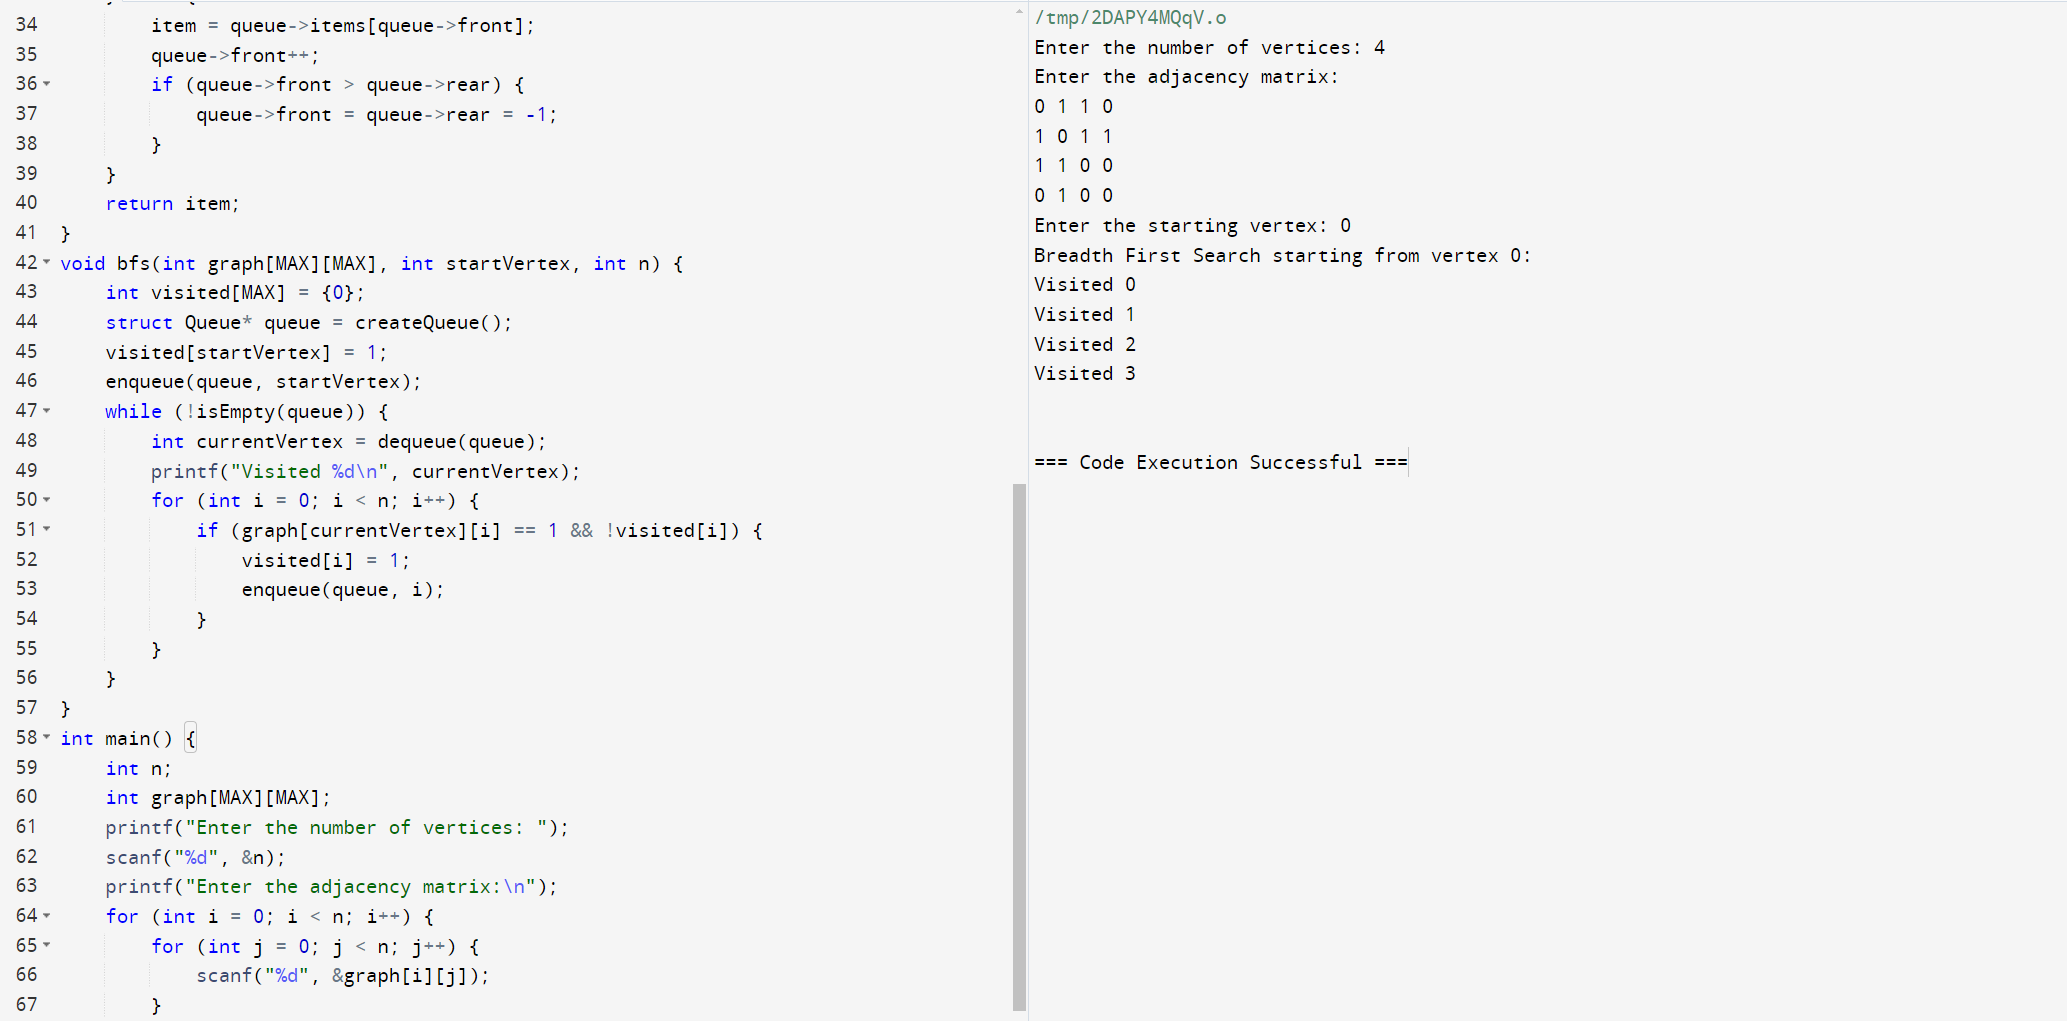 34 item = queue->items[queue->front];
35 queue->front++;
36 if (queue->front > queue->rear) {
37 queue->front = queue->rear = -1;
38 }
39 }
40 return item;
41 }
42 void bfs(int graph[MAX][MAX], int startVertex, int n) {
43 int visited[MAX] = {0};
44 struct Queue* queue = createQueue();
45 visited[startVertex] = 1;
46 enqueue(queue, startVertex);
47 while (!isEmpty(queue)) {
48 int currentVertex = dequeue(queue);
49 printf("Visited %d\n", currentVertex);
50 for (int i = 0; i < n; i++) {
51 if (graph[currentVertex][i] == 1 && !visited[i]) {
52 visited[i] = 1;
53 enqueue(queue, i);
54 }
55 }
56 }
57 }
58 int main() {
59 int n;
60 int graph[MAX][MAX];
61 printf("Enter the number of vertices: ");
62 scanf("%d", &n);
63 printf("Enter the adjacency matrix:\n");
64 for (int i = 0; i < n; i++) {
65 for (int j = 0; j < n; j++) {
66 scanf("%d", &graph[i][j]);
67 }
/tmp/2DAPY4MQqV.o
Enter the number of vertices: 4
Enter the adjacency matrix:
0 1 1 0
1 0 1 1
1 1 0 0
0 1 0 0
Enter the starting vertex: 0
Breadth First Search starting from vertex 0:
Visited 0
Visited 1
Visited 2
Visited 3
=== Code Execution Successful ===